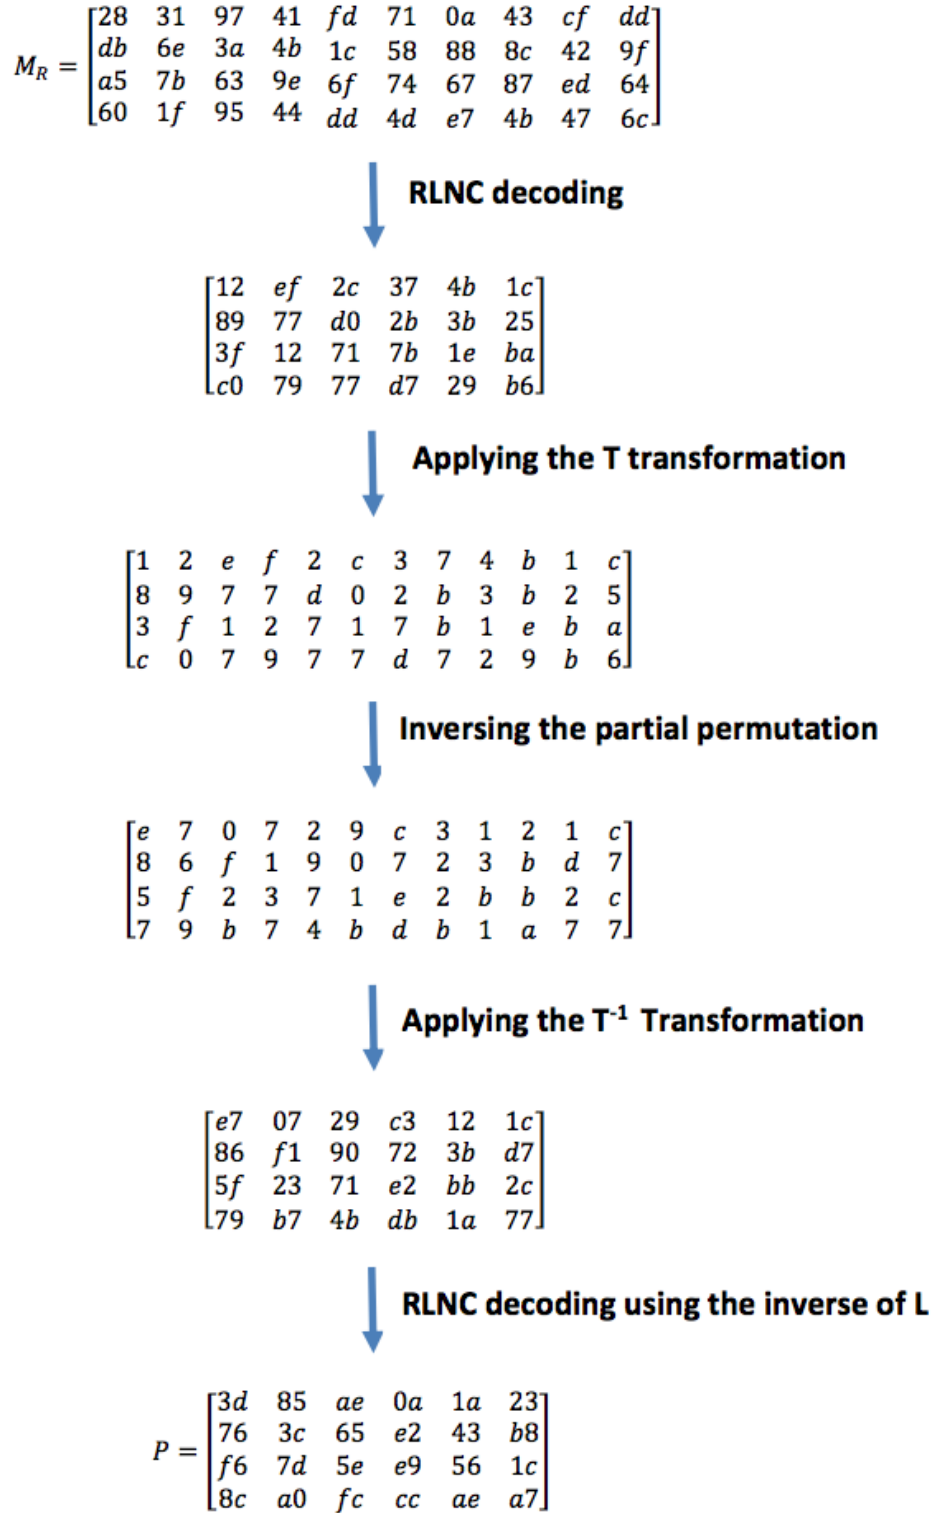 28 31 97 41 fd 71 0a 43 cf dd
db 6e 3a 4b 1c 58 88 8c 42 9f
M_R =
a5 7b 63 9e 6f 74 67 87 ed 64
60 1f 95 44 dd 4d e7 4b 47 6c
RLNC decoding
12 ef 2c 37 4b 1c
89 77 d0 2b 3b 25
3f 12 71 7b 1e ba
c0 79 77 d7 29 b6
Applying the T transformation
1 2 e f 2 c 3 7 4 b 1 c
8 9 7 7 d 0 2 b 3 b 2 5
3 f 1 2 7 1 7 b 1 e b a
c 0 7 9 7 7 d 7 2 9 b 6
Inversing the partial permutation
e 7 0 7 2 9 c 3 1 2 1 c
8 6 f 1 9 0 7 2 3 b d 7
5 f 2 3 7 1 e 2 b b 2 c
7 9 b 7 4 b d b 1 a 7 7
Applying the T⁻¹ Transformation
e7 07 29 c3 12 1c
86 f1 90 72 3b d7
5f 23 71 e2 bb 2c
79 b7 4b db 1a 77
RLNC decoding using the inverse of L
3d 85 ae 0a 1a 23
76 3c 65 e2 43 b8
P =
f6 7d 5e e9 56 1c
8c a0 fc cc ae a7